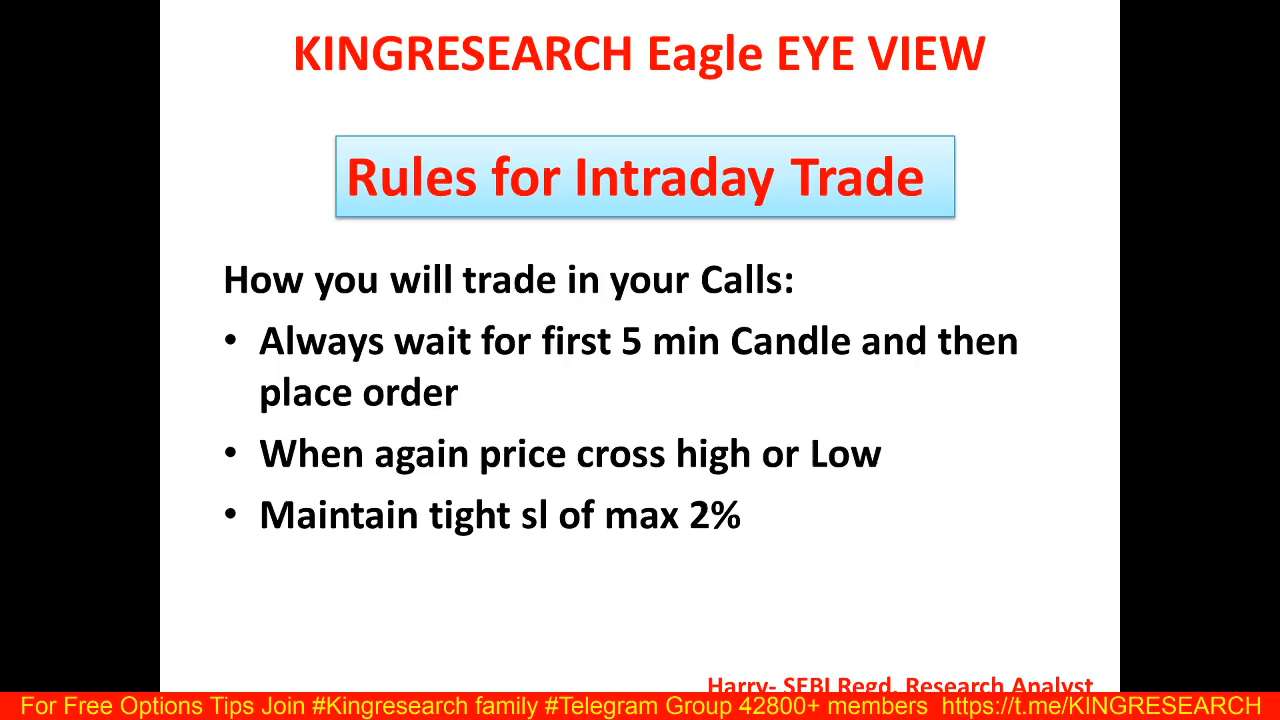 KINGRESEARCH Eagle EYE VIEW
Rules for Intraday Trade
How you will trade in your Calls:
• Always wait for first 5 min Candle and then
place order
• When again price cross high or Low
• Maintain tight sl of max 2%
Harry- SEBI Regd. Research Analyst
For Free Options Tips Join #Kingresearch family #Telegram Group 42800+ members https://t.me/KINGRESEARCH